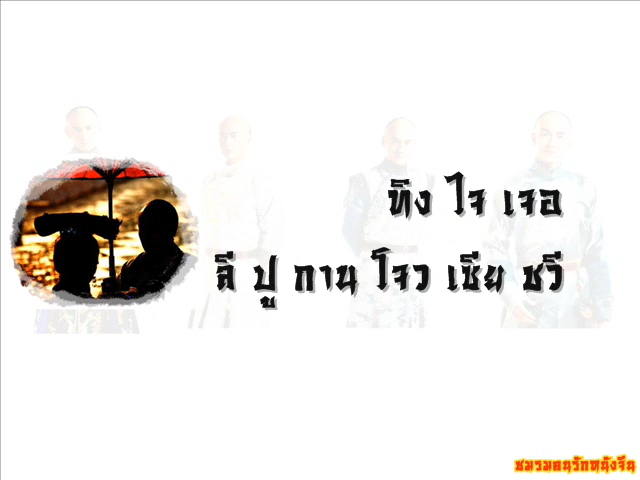 ทิง ใจ เจอ
ลี ปู กาน โจว เซีย ชวี
ชมรมคนรักหนังจีน